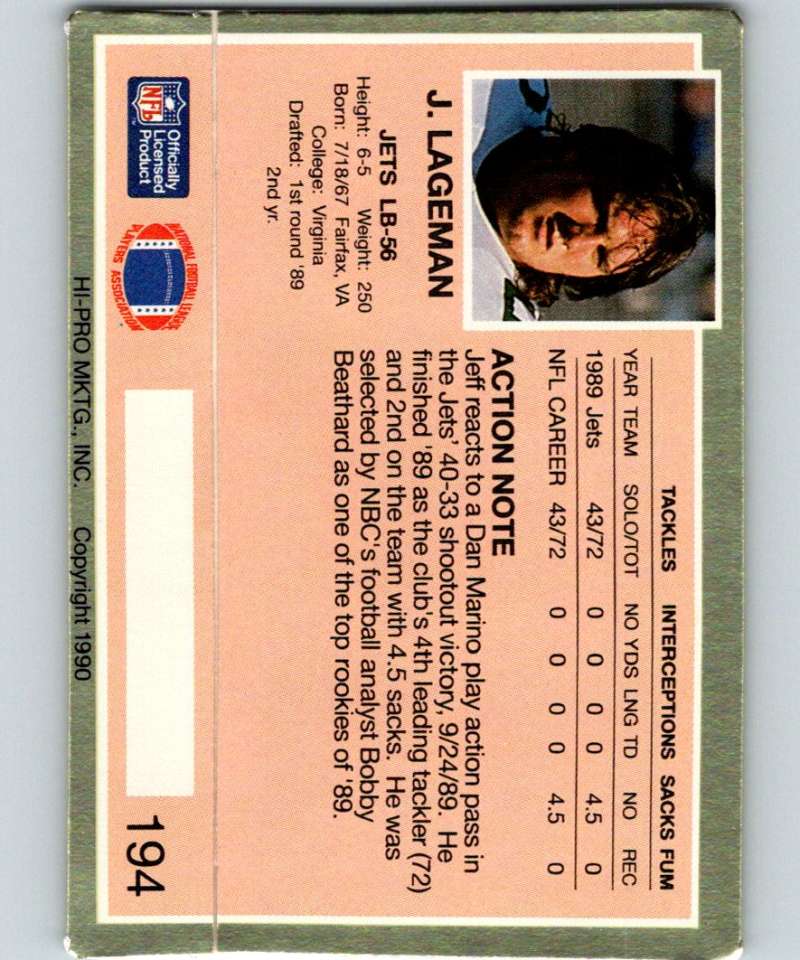 J. LAGEMAN
JETS LB-56
Height: 6-5 Weight: 250
Born: 7/18/67 Fairfax, VA
College: Virginia
Drafted: 1st round '89
2nd yr.
TACKLES INTERCEPTIONS SACKS FUM
YEAR TEAM SOLO/TOT NO YDS LNG TD NO REC
1989 Jets 43/72 0 0 0 0 4.5 0
NFL CAREER 43/72 0 0 0 0 4.5 0
ACTION NOTE
Jeff reacts to a Dan Marino play action pass in
the Jets' 40-33 shootout victory, 9/24/89. He
finished '89 as the club's 4th leading tackler (72)
and 2nd on the team with 4.5 sacks. He was
selected by NBC's football analyst Bobby
Beathard as one of the top rookies of '89.
NFL
Officially
Licensed
Product
NATIONAL FOOTBALL LEAGUE
PLAYERS ASSOCIATION
194
HI-PRO MKTG., INC. Copyright 1990